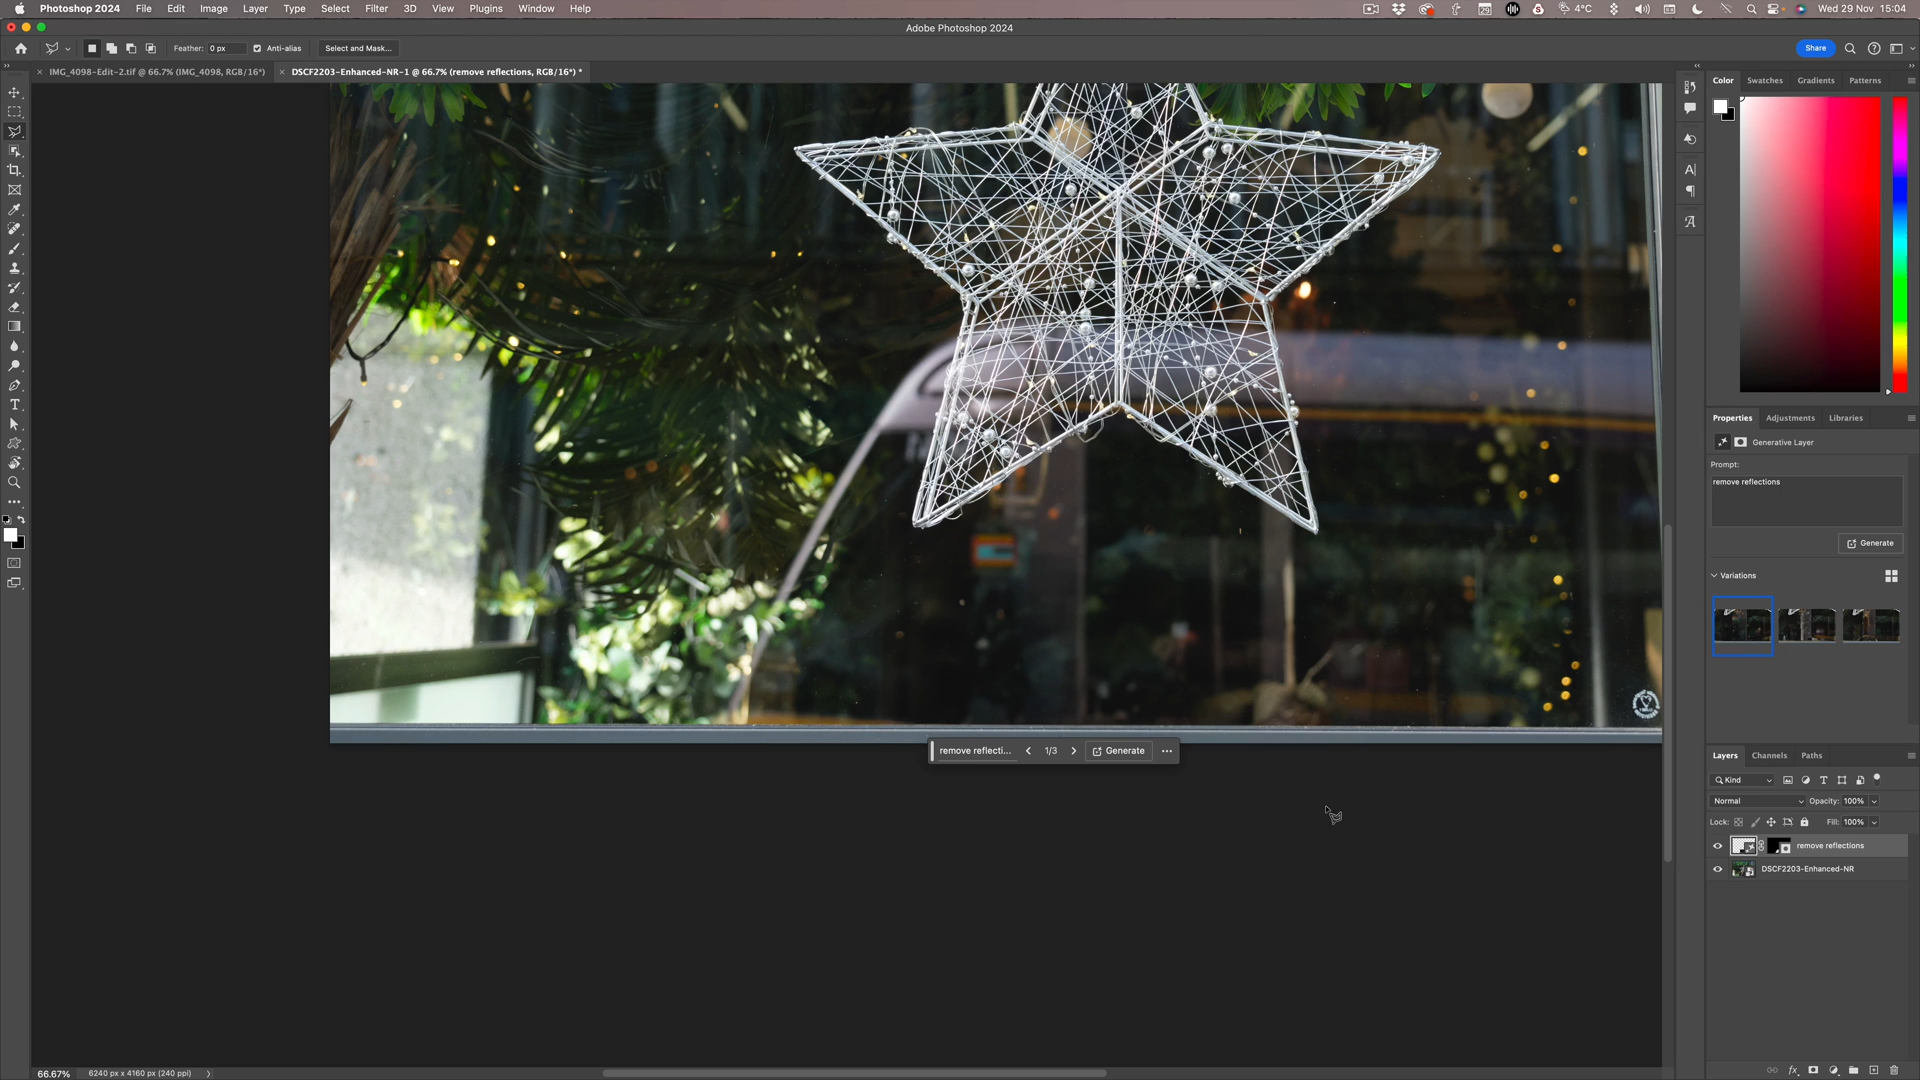 Photoshop 2024 File Edit Image Layer Type Select Filter 3D View Plugins Window Help
4°C Wed 29 Nov 15:04
Adobe Photoshop 2024
Feather: 0 px Anti-alias Select and Mask... Share
IMG_4098-Edit-2.tif @ 66.7% (IMG_4098, RGB/16*) DSCF2203-Enhanced-NR-1 @ 66.7% (remove reflections, RGB/16*) *
Color Swatches Gradients Patterns
Properties Adjustments Libraries
Generative Layer
Prompt:
remove reflections
Generate
Variations
remove reflecti... 1/3 Generate
Layers Channels Paths
Kind
Normal Opacity: 100%
Lock: Fill: 100%
remove reflections
DSCF2203-Enhanced-NR
66.67% 6240 px x 4160 px (240 ppi)